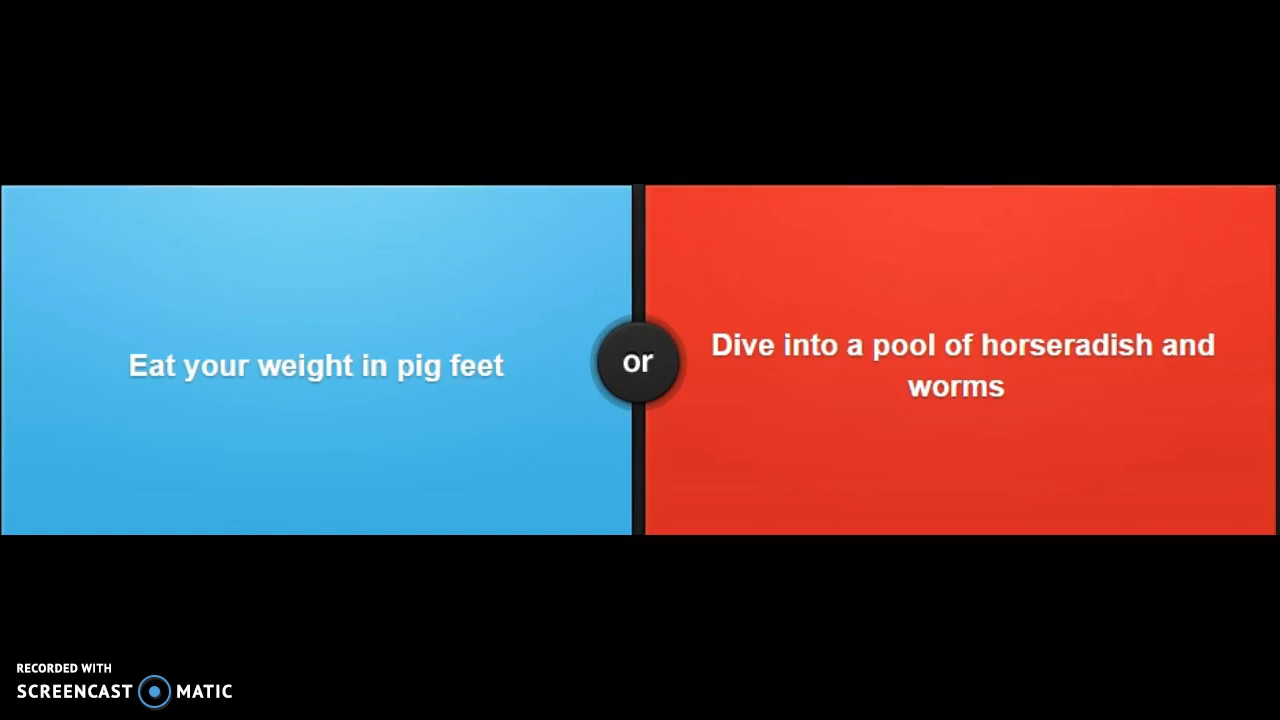 Eat your weight in pig feet
or
Dive into a pool of horseradish and
worms
RECORDED WITH
SCREENCAST MATIC